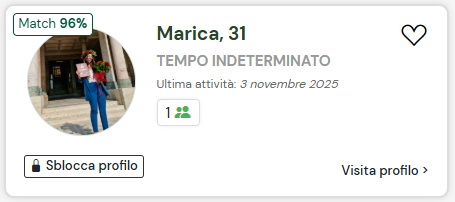 Match 96%
Marica, 31
TEMPO INDETERMINATO
Ultima attività: 3 novembre 2025
1
Sblocca profilo
Visita profilo >